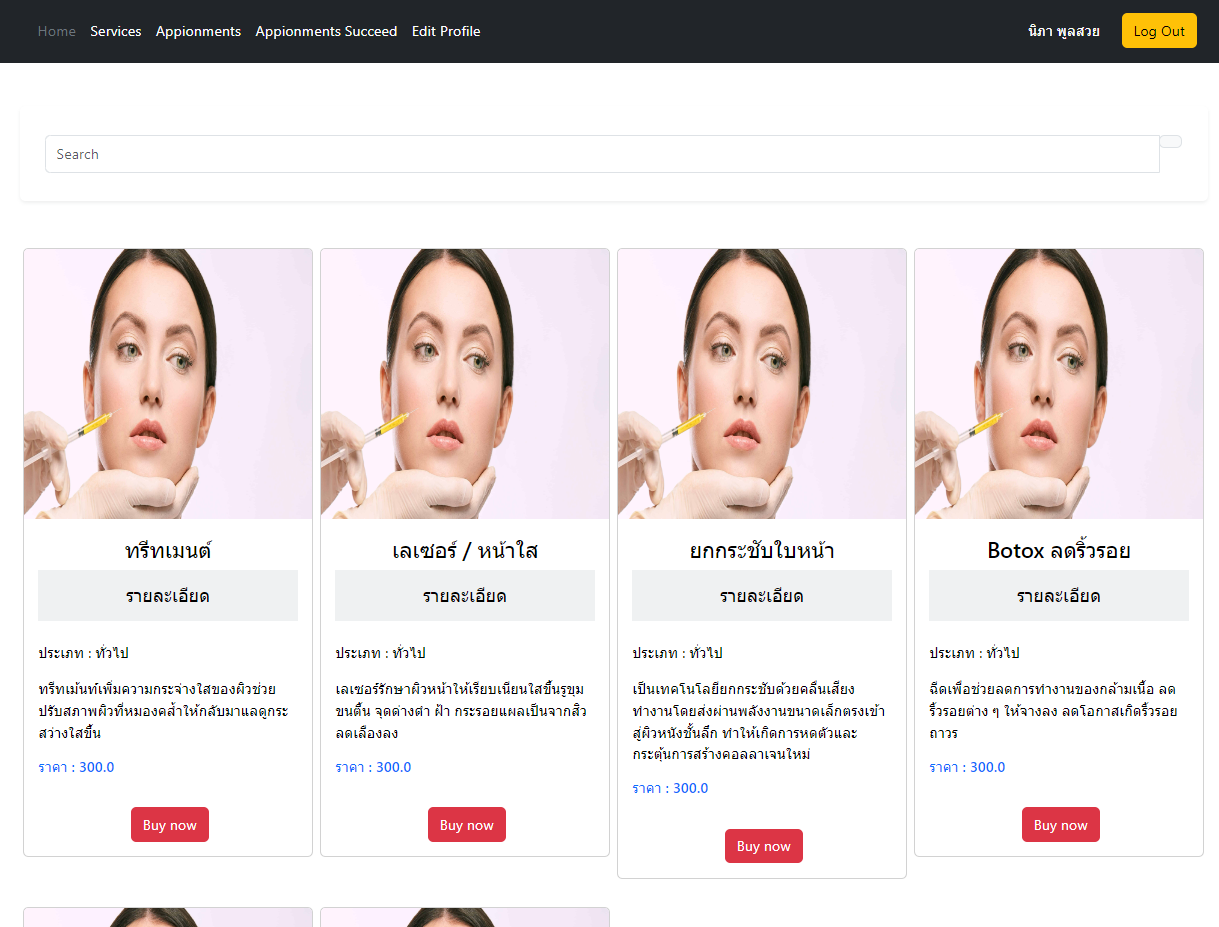 Home Services Appionments Appionments Succeed Edit Profile นิภา พูลสวย Log Out
Search
ทรีทเมนต์
รายละเอียด
ประเภท : ทั่วไป
ทรีทเม้นท์เพิ่มความกระจ่างใสของผิวช่วย
ปรับสภาพผิวที่หมองคล้ำให้กลับมาแลดูกระ
สว่างใสขึ้น
ราคา : 300.0
Buy now
เลเซอร์ / หน้าใส
รายละเอียด
ประเภท : ทั่วไป
เลเซอร์รักษาผิวหน้าให้เรียบเนียนใสขึ้นรูขุม
ขนตื้น จุดด่างดำ ฝ้า กระรอยแผลเป็นจากสิ้ว
ลดเลือง​ลง
ราคา : 300.0
Buy now
ยกกระชับใบหน้า
รายละเอียด
ประเภท : ทั่วไป
เป็นเทคโนโลยียกกระชับด้วยคลื่นเสียง
ทำงานโดยส่งผ่านพลังงานขนาดเล็กตรงเข้า
สู่ผิวหนังชั้นลึก ทำให้เกิดการหดตัวและ
กระตุ้นการสร้างคอลลาเจนใหม่
ราคา : 300.0
Buy now
Botox ลดริ้วรอย
รายละเอียด
ประเภท : ทั่วไป
ฉีดเพื่อช่วยลดการทำงานของกล้ามเนื้อ ลด
ริ้วรอยต่าง ๆ ให้จางลง ลดโอกาสเกิดริ้วรอย
ถาวร
ราคา : 300.0
Buy now